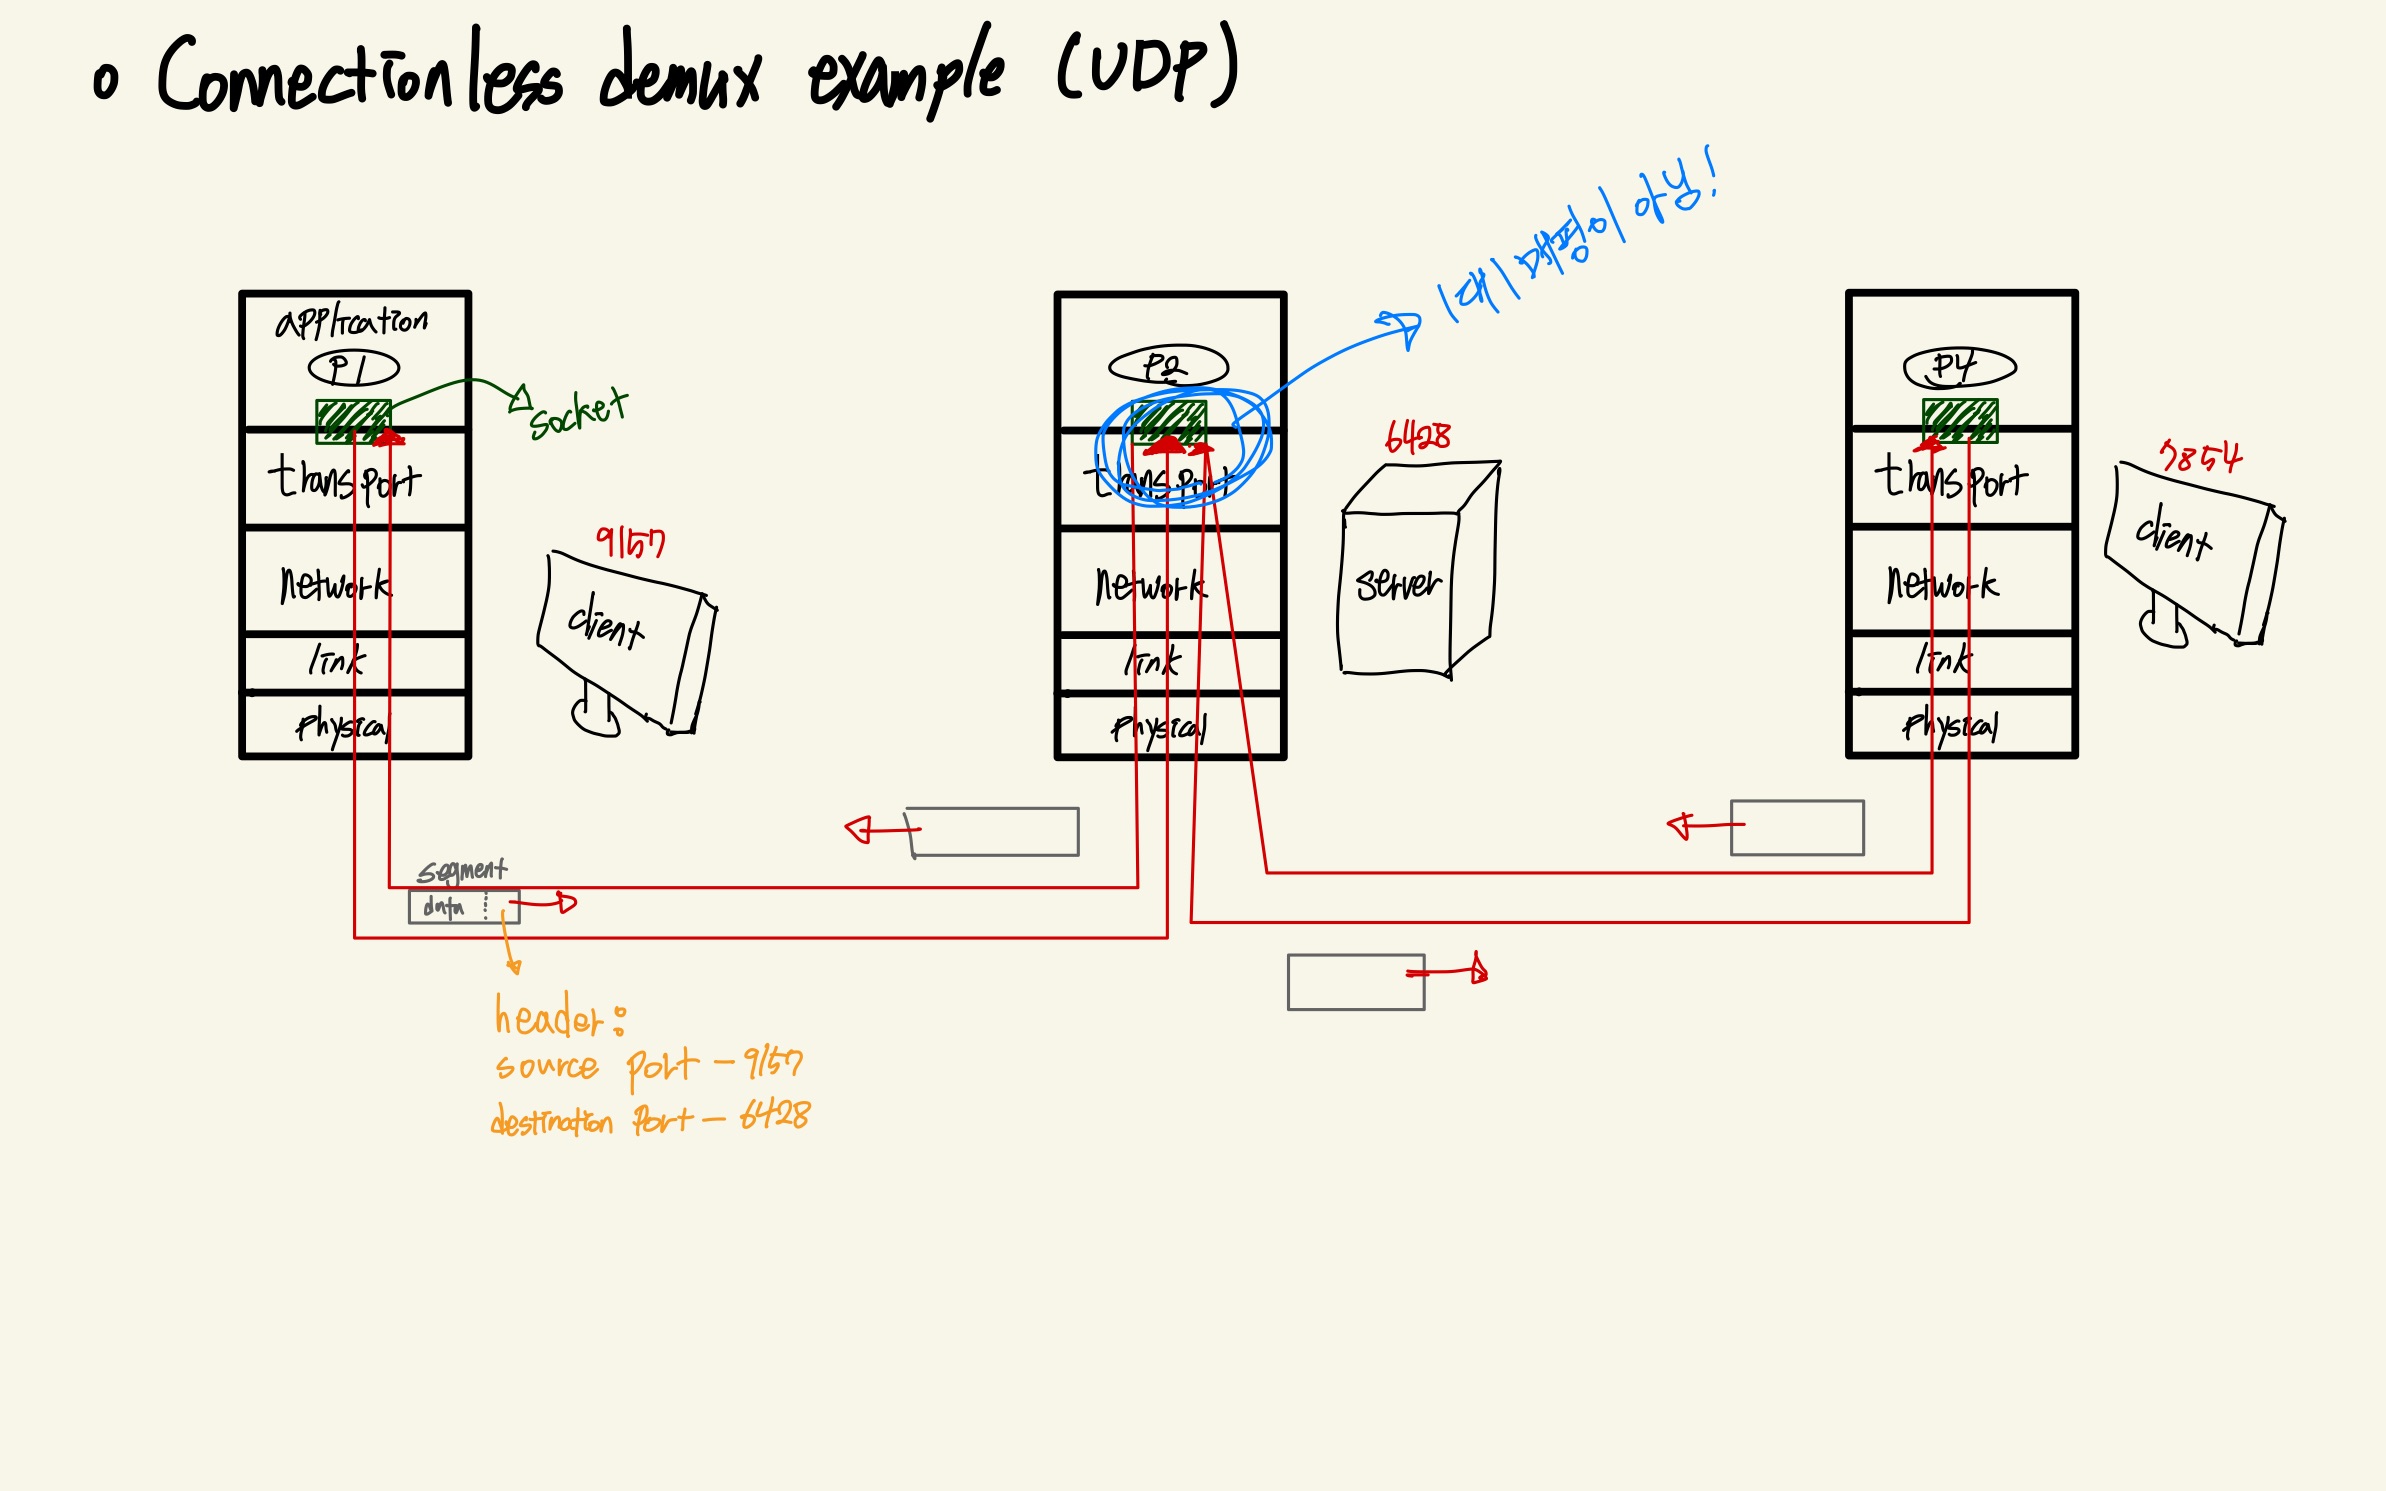 o Connectionless demux example (UDP)
1대1 매핑이 아님!
application
P1
socket
transport
network
link
physical
9157
client
P2
transport
network
link
physical
6428
server
P4
transport
network
link
physical
7854
client
segment
data
header:
source port - 9157
destination port - 6428